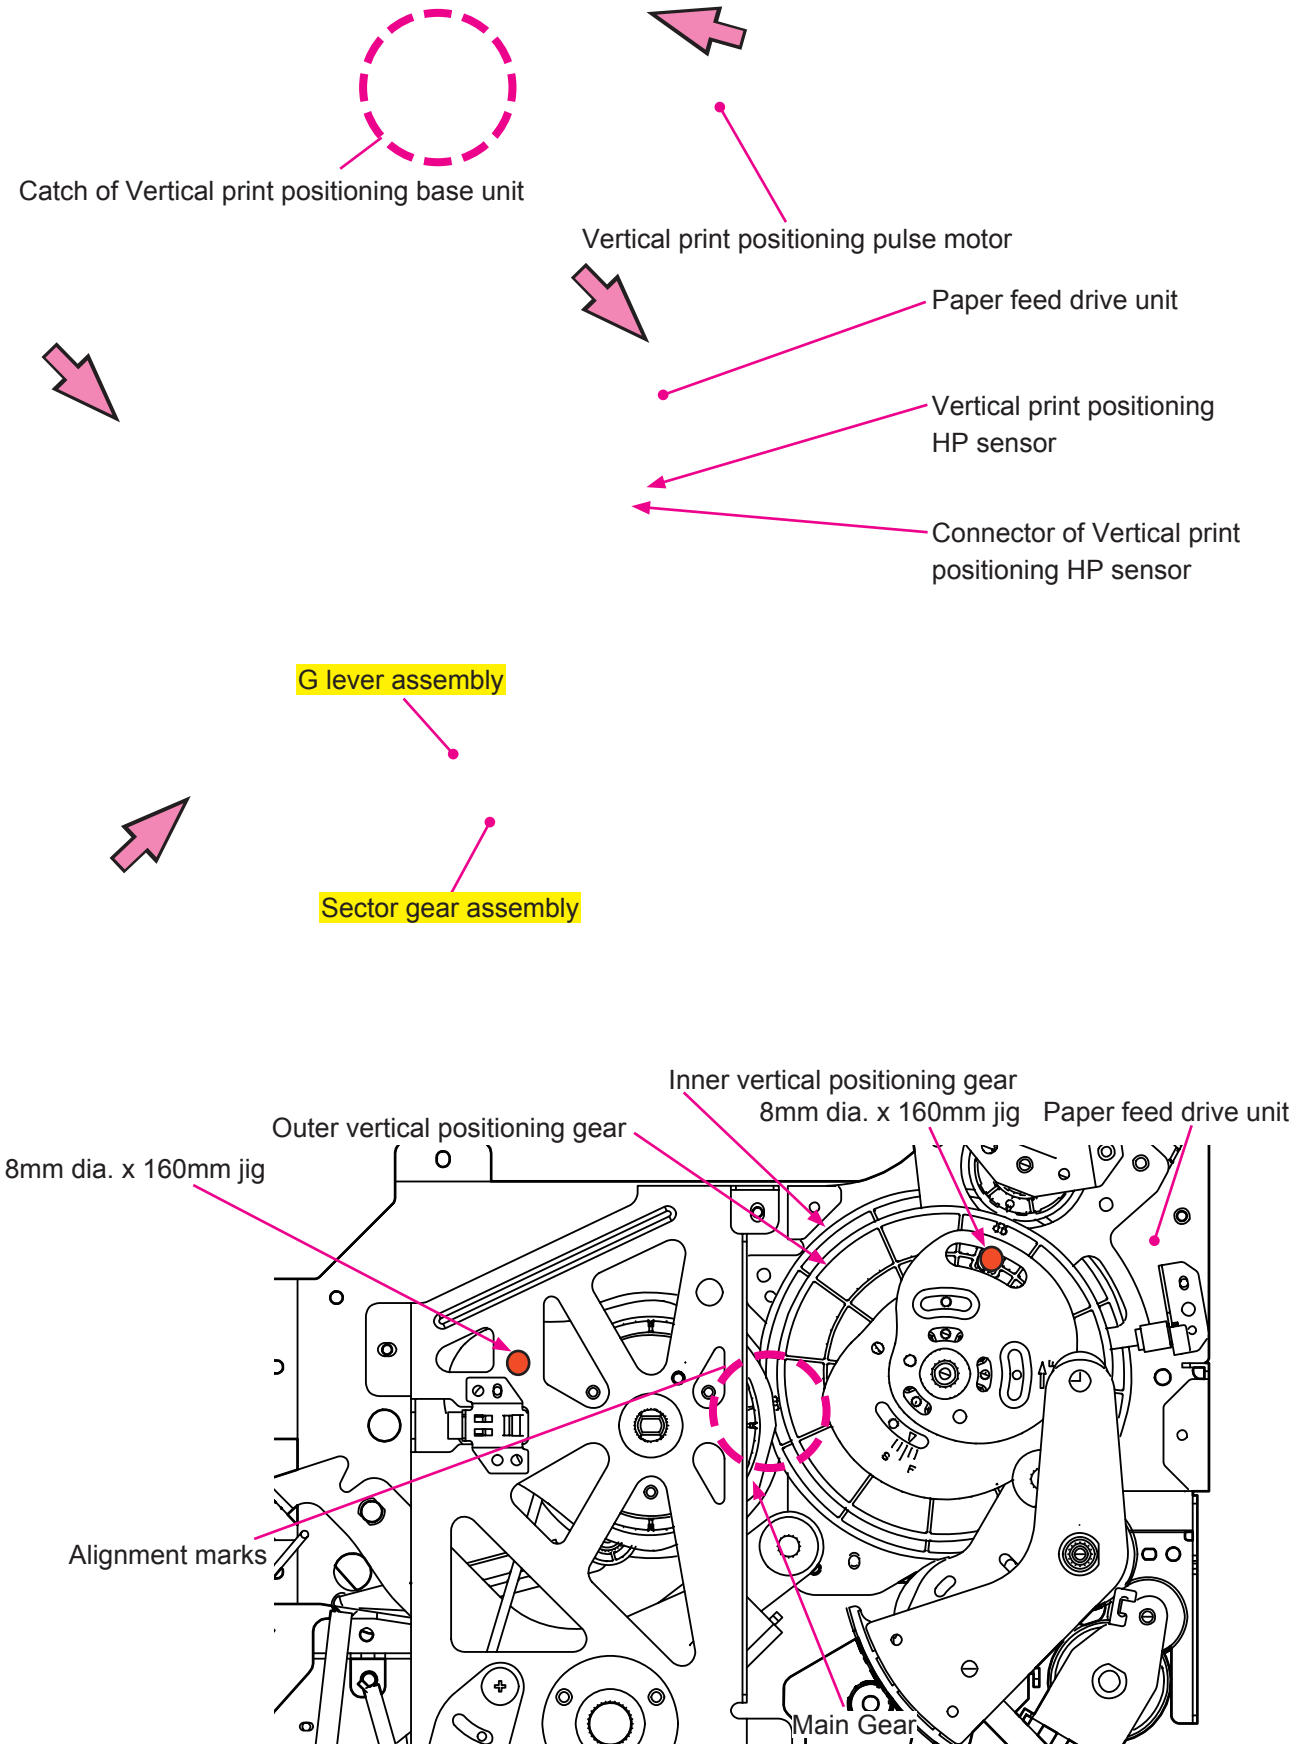 Catch of Vertical print positioning base unit
Vertical print positioning pulse motor
Paper feed drive unit
Vertical print positioning
HP sensor
Connector of Vertical print
positioning HP sensor
G lever assembly
Sector gear assembly
Inner vertical positioning gear
8mm dia. x 160mm jig
Paper feed drive unit
Outer vertical positioning gear
8mm dia. x 160mm jig
S
F
Alignment marks
Main Gear